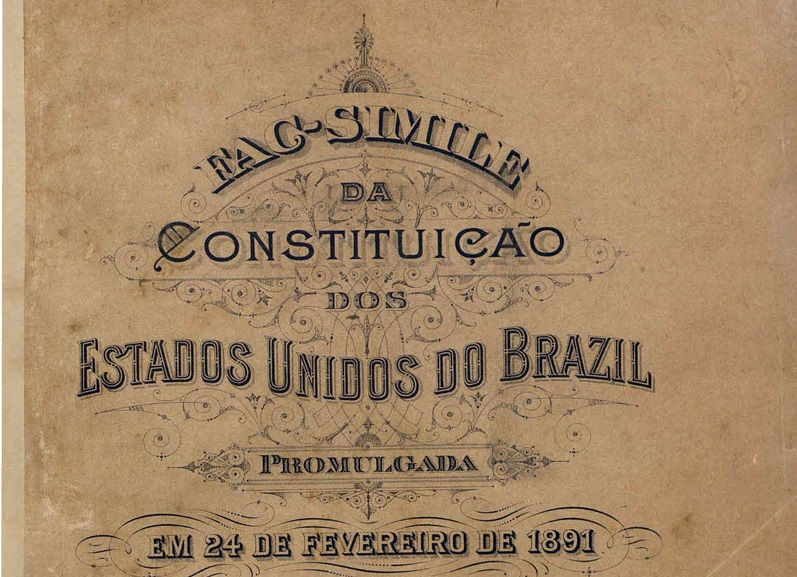 FAC-SIMILE
DA
CONSTITUIÇÃO
DOS
ESTADOS UNIDOS DO BRAZIL
PROMULGADA
EM 24 DE FEVEREIRO DE 1891